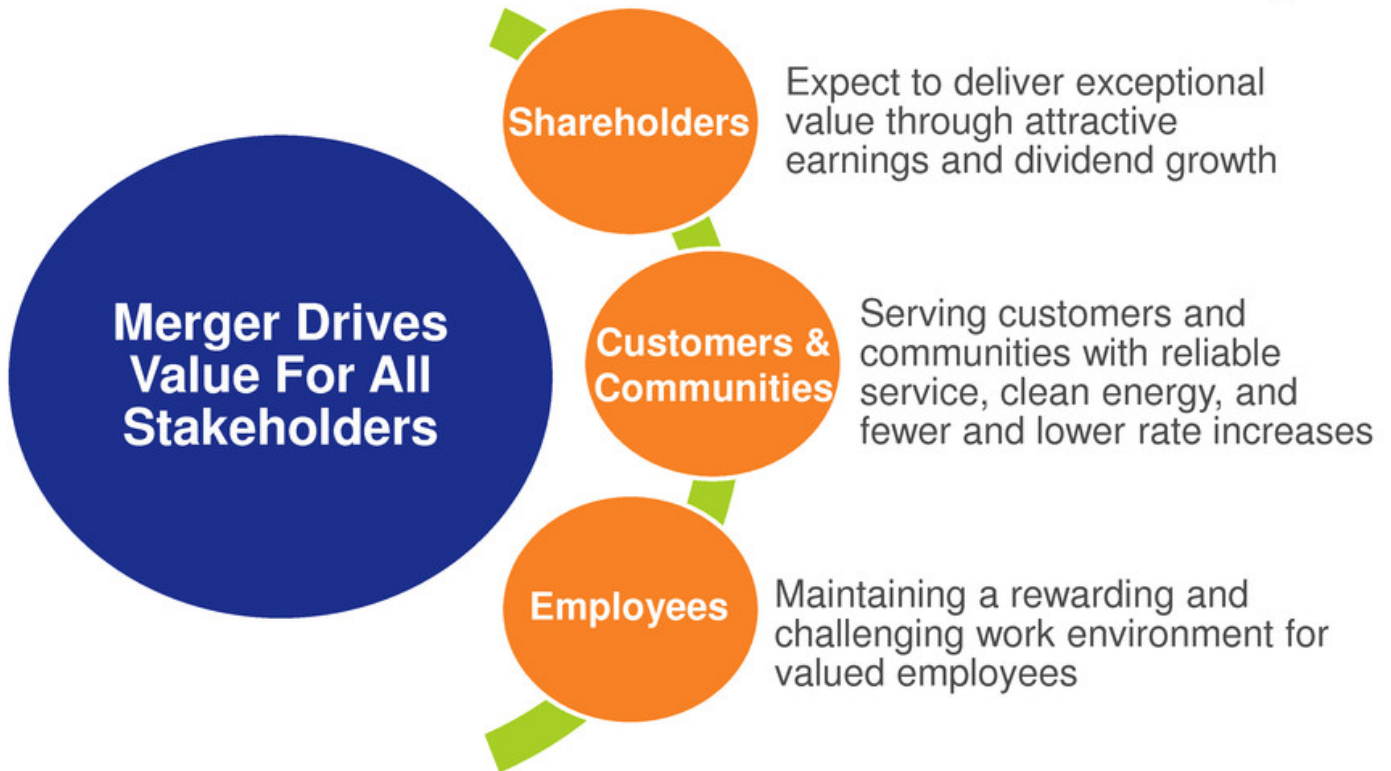 Merger Drives
Value For All
Stakeholders
Shareholders
Expect to deliver exceptional
value through attractive
earnings and dividend growth
Customers &
Communities
Serving customers and
communities with reliable
service, clean energy, and
fewer and lower rate increases
Employees
Maintaining a rewarding and
challenging work environment for
valued employees